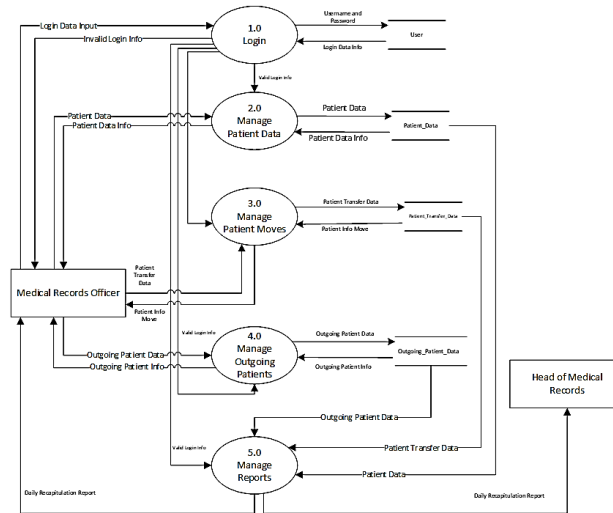 Login Data Input
Invalid Login Info
1.0
Login
Username and
Password
User
Login Data Info
Valid Login Info
Patient Data
Patient Data Info
2.0
Manage
Patient Data
Patient Data
Patient_Data
Patient Data Info
3.0
Manage
Patient Moves
Patient Transfer Data
Patient_Transfer_Data
Patient Info Move
Medical Records Officer
Patient
Transfer
Data
Patient Info
Move
Valid Login Info
4.0
Manage
Outgoing
Patients
Outgoing Patient Data
Outgoing_Patient_Data
Outgoing Patient Info
Outgoing Patient Data
Outgoing Patient Info
Head of Medical
Records
Outgoing Patient Data
Valid Login Info
5.0
Manage
Reports
Patient Transfer Data
Patient Data
Daily Recapitulation Report
Daily Recapitulation Report